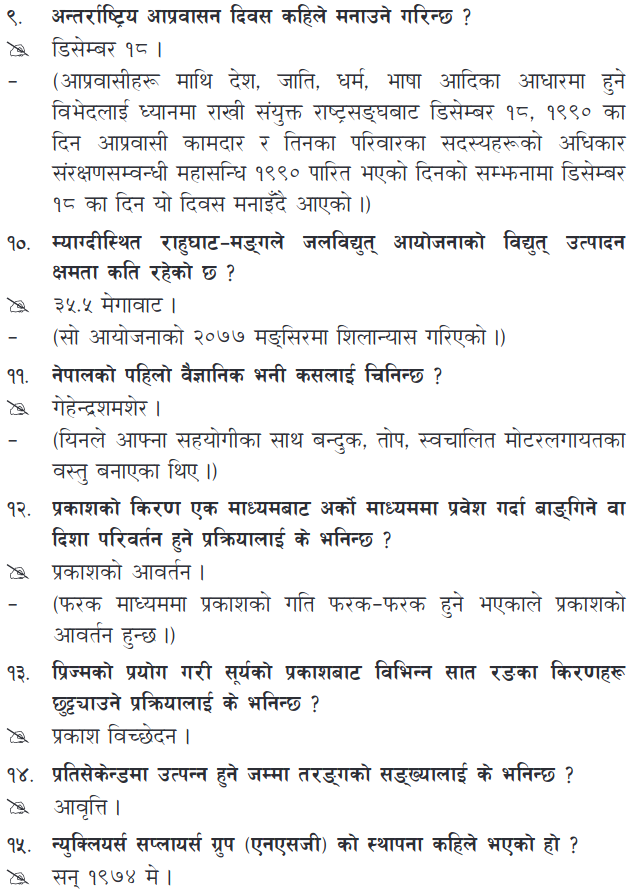 ९. अन्तर्राष्ट्रिय आप्रवासन दिवस कहिले मनाउने गरिन्छ ?
डिसेम्बर १८ ।
– (आप्रवासीहरू माथि देश, जाति, धर्म, भाषा आदिका आधारमा हुने
विभेदलाई ध्यानमा राखी संयुक्त राष्ट्रसङ्घबाट डिसेम्बर १८, १९९० का
दिन आप्रवासी कामदार र तिनका परिवारका सदस्यहरूको अधिकार
संरक्षणसम्वन्धी महासन्धि १९९० पारित भएको दिनको सम्झनामा डिसेम्बर
१८ का दिन यो दिवस मनाइँदै आएको ।)
१०. म्याग्दीस्थित राहुघाट–मङ्गले जलविद्युत् आयोजनाको विद्युत् उत्पादन
क्षमता कति रहेको छ ?
३५.५ मेगावाट ।
– (सो आयोजनाको २०७७ मङ्सिरमा शिलान्यास गरिएको ।)
११. नेपालको पहिलो वैज्ञानिक भनी कसलाई चिनिन्छ ?
गेहेन्द्रशमशेर ।
– (यिनले आफ्ना सहयोगीका साथ बन्दुक, तोप, स्वचालित मोटरलगायतका
वस्तु बनाएका थिए ।)
१२. प्रकाशको किरण एक माध्यमबाट अर्को माध्यममा प्रवेश गर्दा बाङ्गिने वा
दिशा परिवर्तन हुने प्रक्रियालाई के भनिन्छ ?
प्रकाशको आवर्तन ।
– (फरक माध्यममा प्रकाशको गति फरक–फरक हुने भएकाले प्रकाशको
आवर्तन हुन्छ ।)
१३. प्रिज्मको प्रयोग गरी सूर्यको प्रकाशबाट विभिन्न सात रङका किरणहरू
छुट्ट्याउने प्रक्रियालाई के भनिन्छ ?
प्रकाश विच्छेदन ।
१४. प्रतिसेकेन्डमा उत्पन्न हुने जम्मा तरङ्गको सङ्ख्यालाई के भनिन्छ ?
आवृत्ति ।
१५. न्युक्लियर्स सप्लायर्स ग्रुप (एनएसजी) को स्थापना कहिले भएको हो ?
सन् १९७४ मे ।